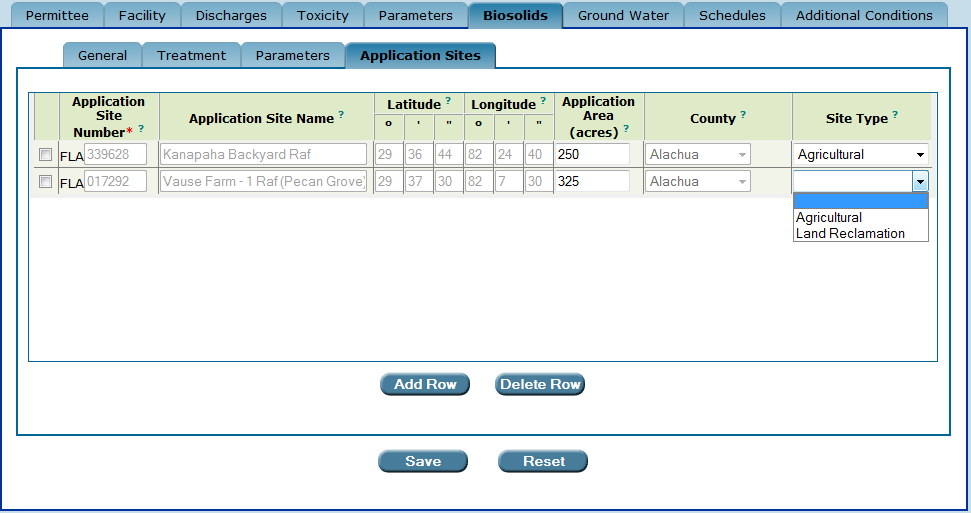 Permittee Facility Discharges Toxicity Parameters Biosolids Ground Water Schedules Additional Conditions
General Treatment Parameters Application Sites
Application Site Number* ? Application Site Name ? Latitude ? Longitude ? Application Area (acres) ? County ? Site Type ?
o ' " o ' "
FLA 339628 Kanapaha Backyard Raf 29 36 44 82 24 40 250 Alachua Agricultural
FLA 017292 Vause Farm - 1 Raf (Pecan Grove) 29 37 30 82 7 30 325 Alachua
Agricultural
Land Reclamation
Add Row Delete Row
Save Reset